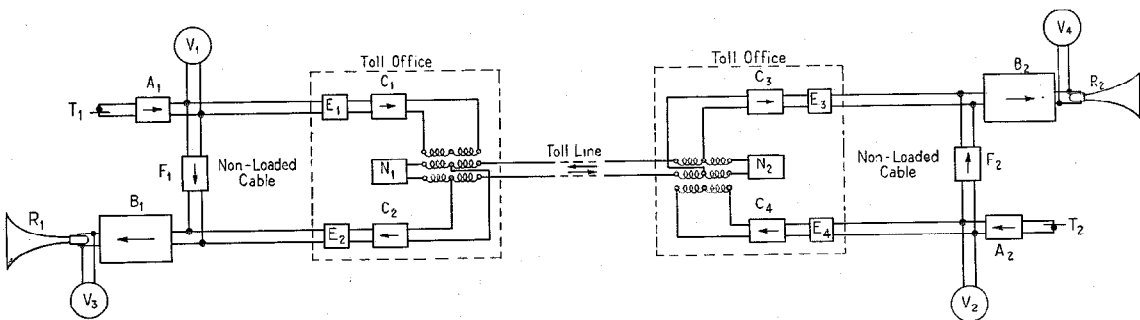 V1
V4
Toll Office
Toll Office
A1
C1
C3
B2
R2
T1
E1
E3
F1
Non-Loaded
Cable
N1
Toll Line
N2
Non-Loaded
Cable
F2
R1
B1
C2
C4
E2
E4
T2
A2
V3
V2